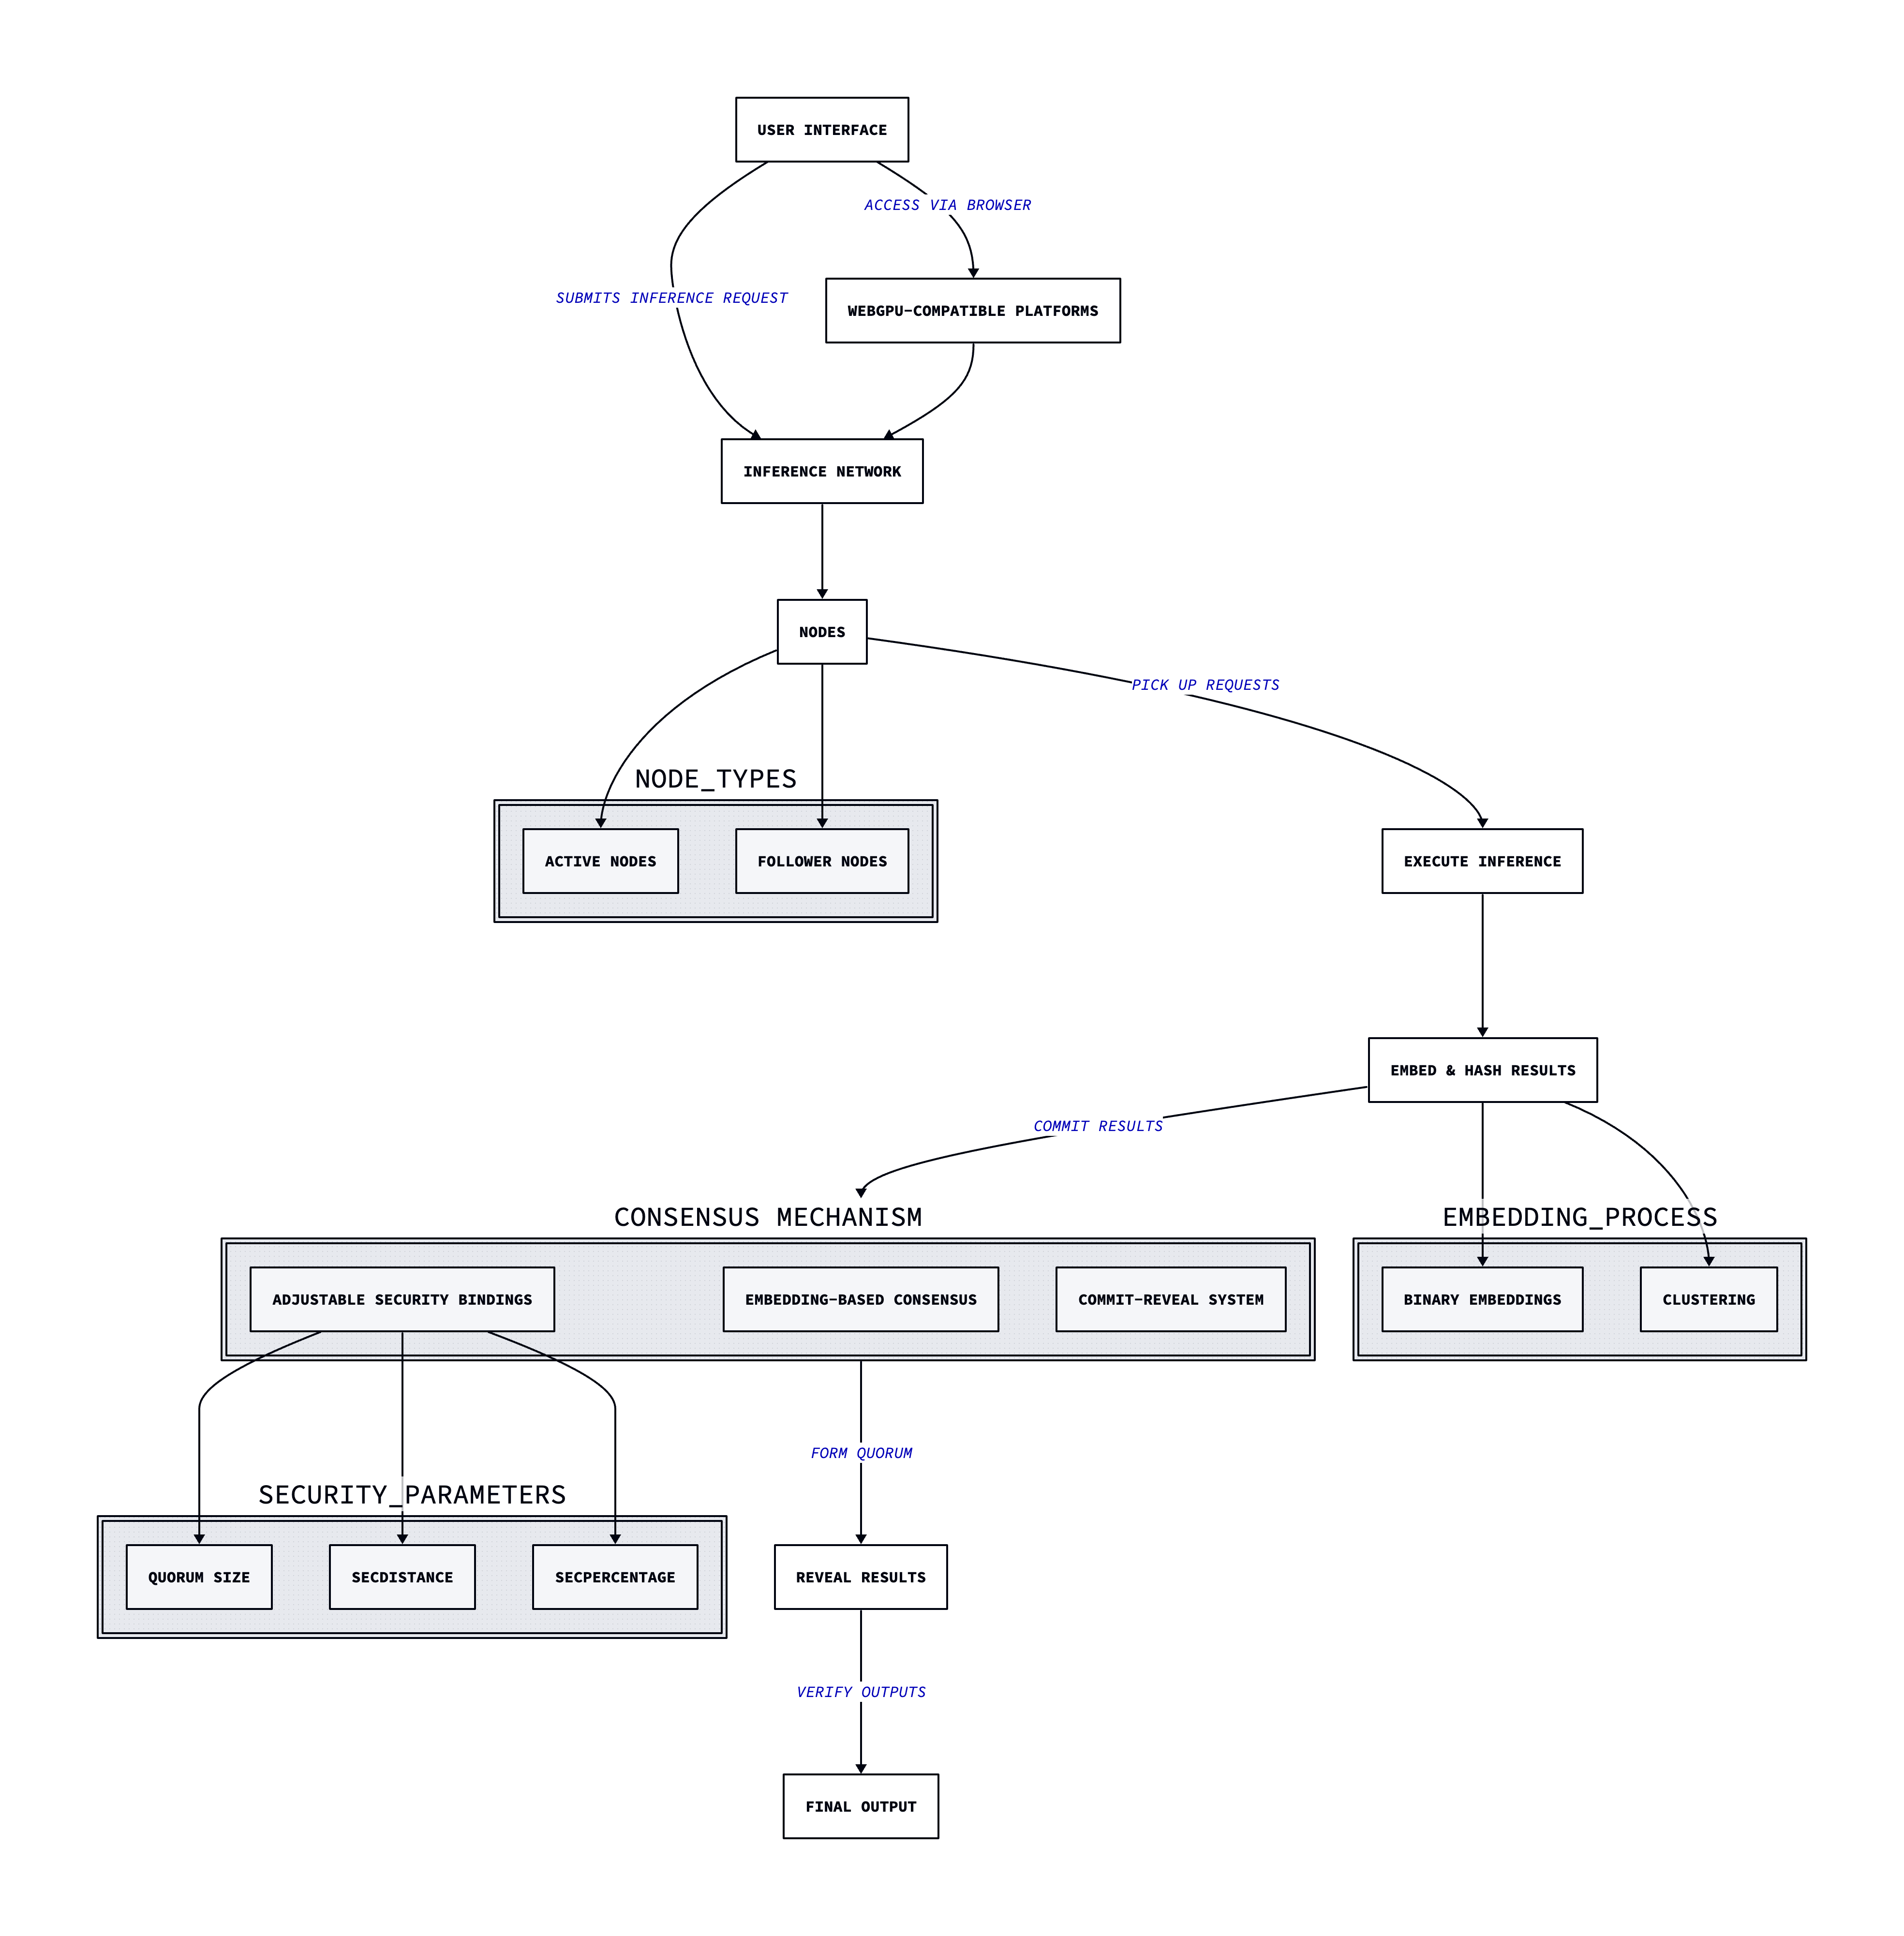 USER INTERFACE
ACCESS VIA BROWSER
SUBMITS INFERENCE REQUEST
WEBGPU-COMPATIBLE PLATFORMS
INFERENCE NETWORK
NODES
PICK UP REQUESTS
NODE_TYPES
ACTIVE NODES
FOLLOWER NODES
EXECUTE INFERENCE
EMBED & HASH RESULTS
COMMIT RESULTS
CONSENSUS MECHANISM
EMBEDDING_PROCESS
ADJUSTABLE SECURITY BINDINGS
EMBEDDING-BASED CONSENSUS
COMMIT-REVEAL SYSTEM
BINARY EMBEDDINGS
CLUSTERING
FORM QUORUM
SECURITY_PARAMETERS
QUORUM SIZE
SECDISTANCE
SECPERCENTAGE
REVEAL RESULTS
VERIFY OUTPUTS
FINAL OUTPUT